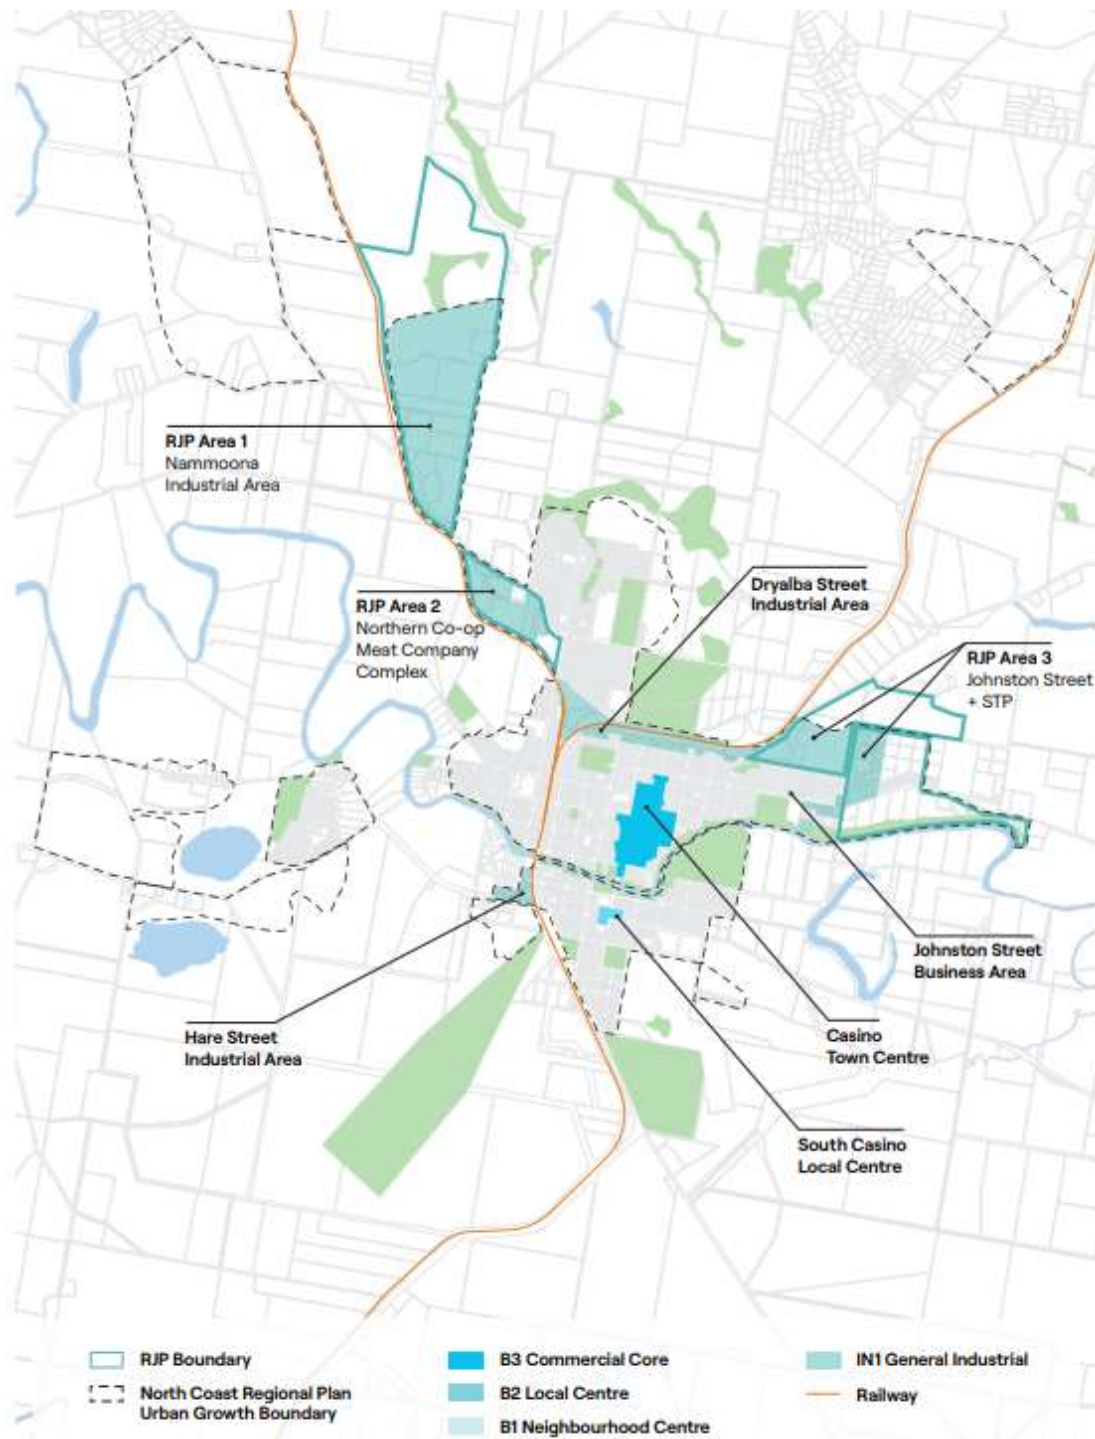 RJP Area 1
Nammoona
Industrial Area
RJP Area 2
Northern Co-op
Meat Company
Complex
Dryalba Street
Industrial Area
RJP Area 3
Johnston Street
+ STP
Johnston Street
Business Area
Hare Street
Industrial Area
Casino
Town Centre
South Casino
Local Centre
RJP Boundary
North Coast Regional Plan
Urban Growth Boundary
B3 Commercial Core
B2 Local Centre
B1 Neighbourhood Centre
IN1 General Industrial
Railway